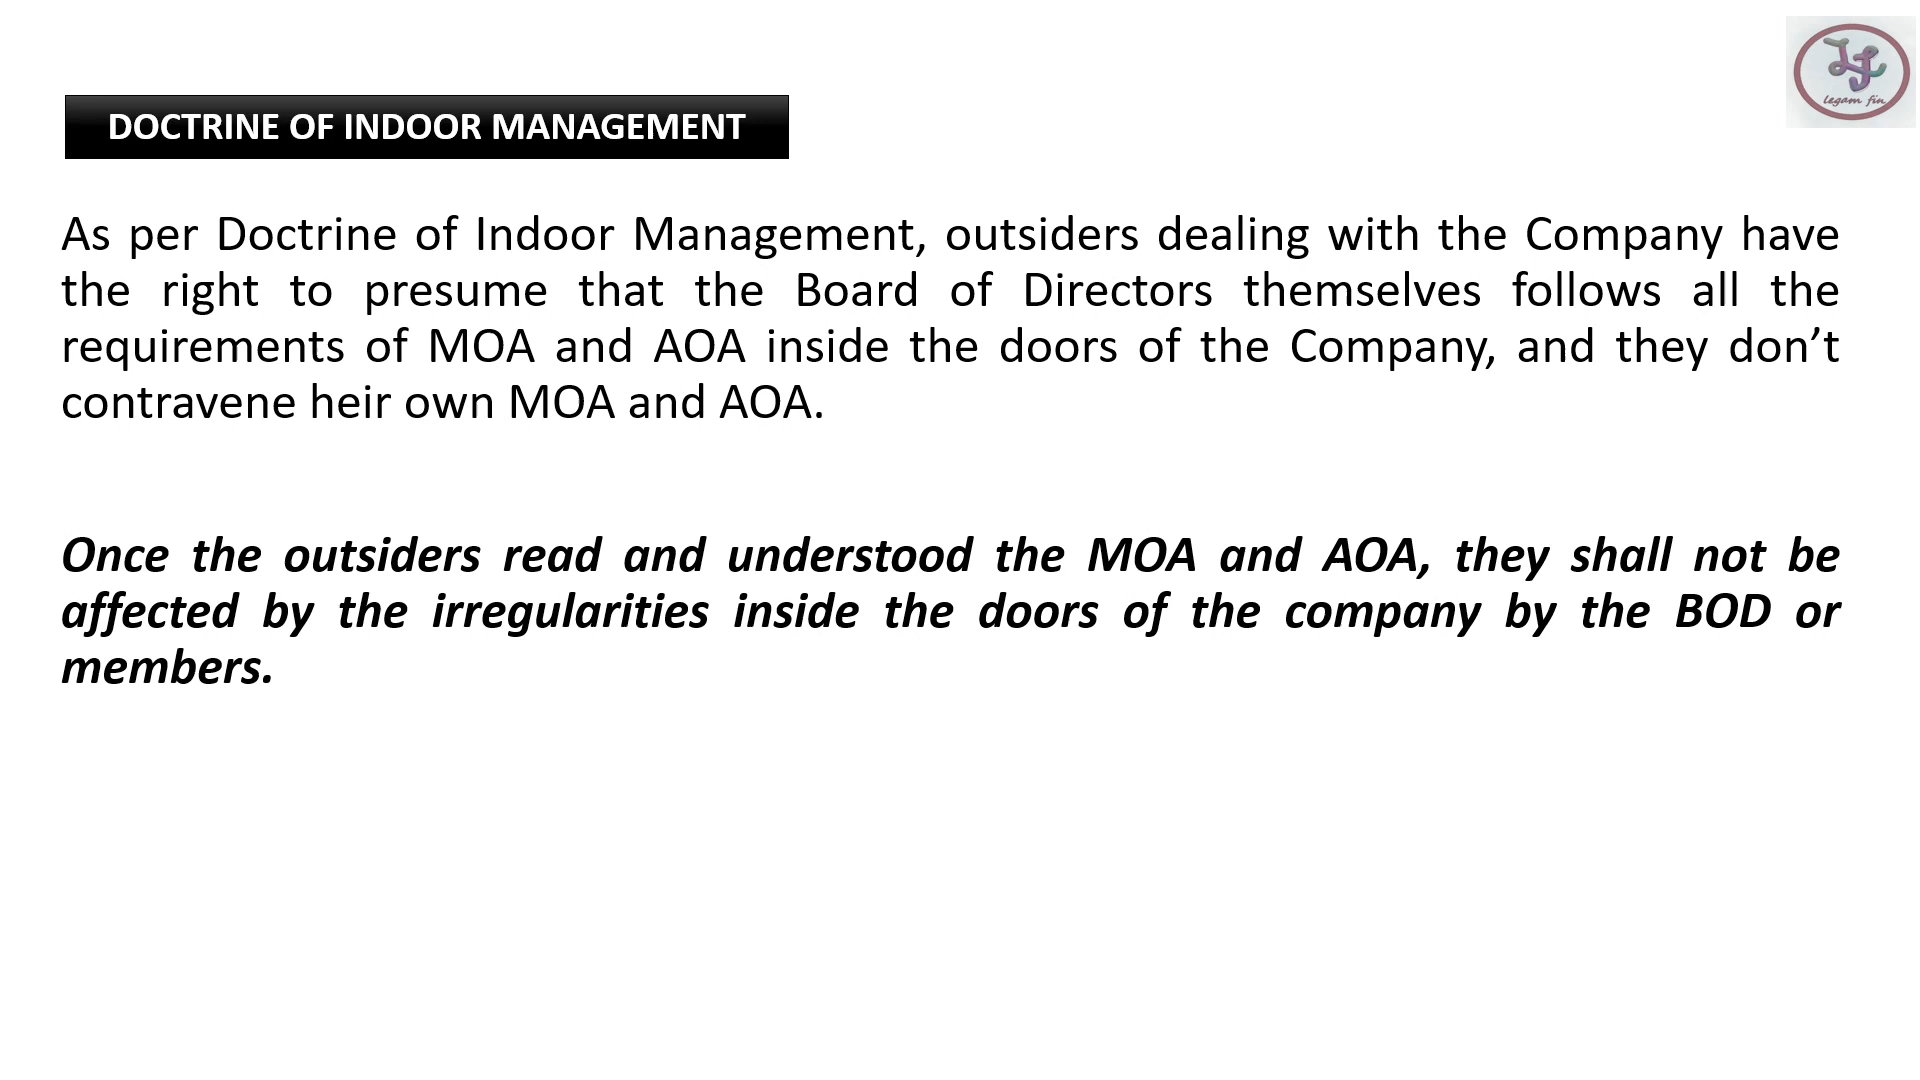 legam fin
DOCTRINE OF INDOOR MANAGEMENT
As per Doctrine of Indoor Management, outsiders dealing with the Company have
the right to presume that the Board of Directors themselves follows all the
requirements of MOA and AOA inside the doors of the Company, and they don’t
contravene heir own MOA and AOA.
Once the outsiders read and understood the MOA and AOA, they shall not be
affected by the irregularities inside the doors of the company by the BOD or
members.